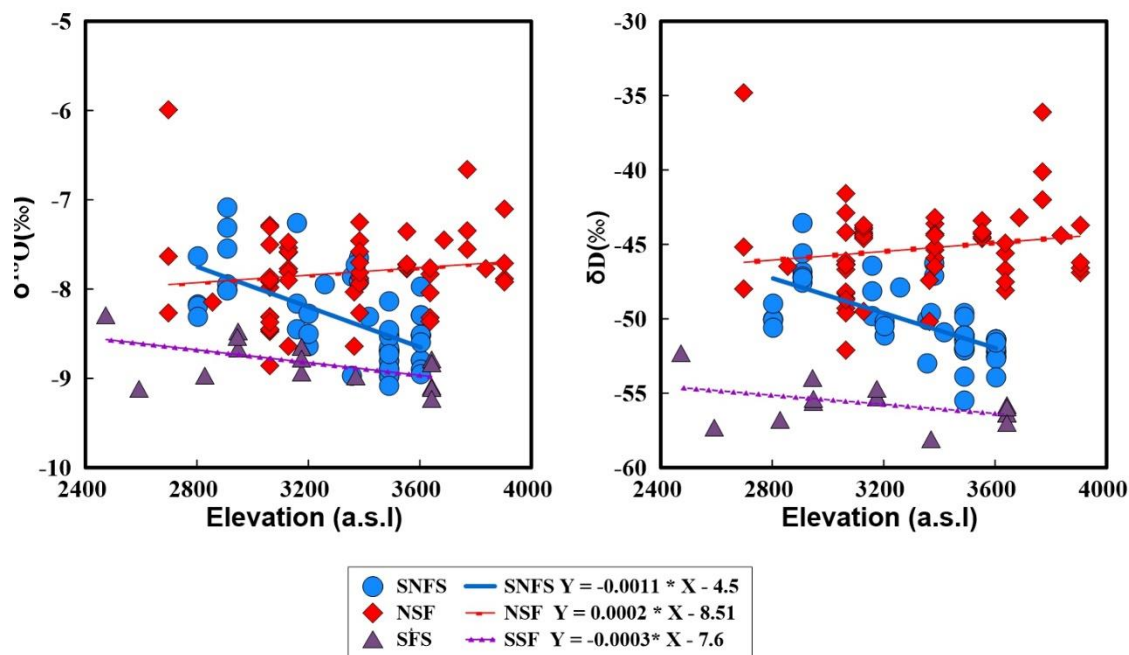 -5
-6
-7
-8
-9
-10
δ¹⁸O(‰)
2400 2800 3200 3600 4000
Elevation (a.s.l)
-30
-35
-40
-45
-50
-55
-60
δD(‰)
2400 2800 3200 3600 4000
Elevation (a.s.l)
SNFS SNFS Y = -0.0011 * X - 4.5
NSF NSF Y = 0.0002 * X - 8.51
SFS SSF Y = -0.0003* X - 7.6